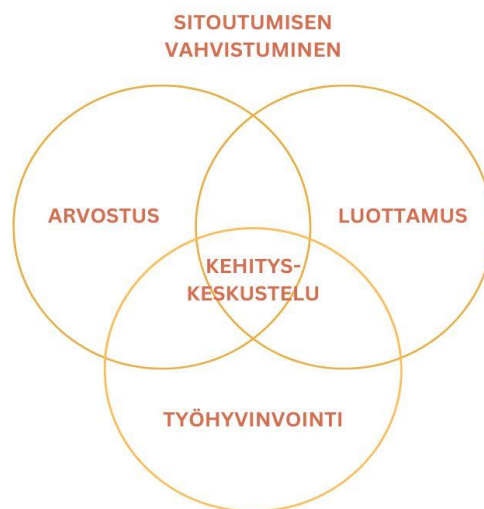 SITOUTUMISEN
VAHVISTUMINEN
ARVOSTUS
LUOTTAMUS
KEHITYS-
KESKUSTELU
TYÖHYVINVOINTI